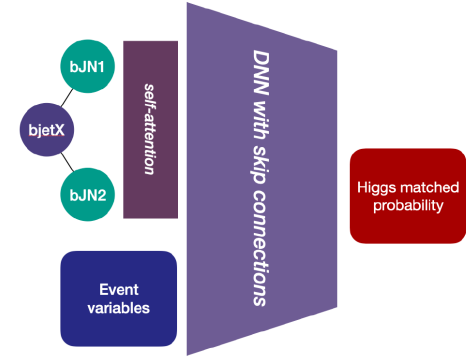 bJN1
bjetX
bJN2
self-attention
DNN with skip connections
Event
variables
Higgs matched
probability